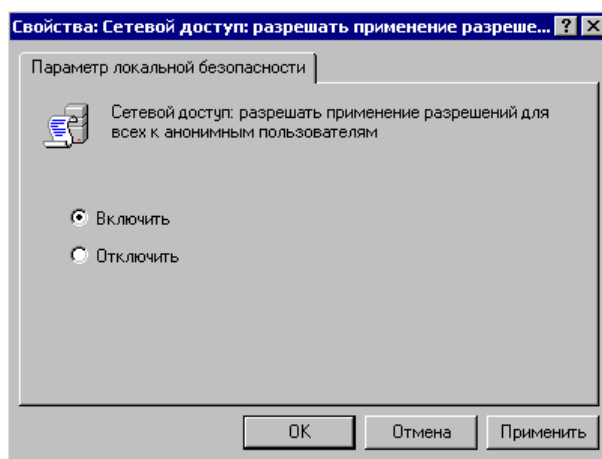 Свойства: Сетевой доступ: разрешать применение разреше...
Параметр локальной безопасности
Сетевой доступ: разрешать применение разрешений для
всех к анонимным пользователям
Включить
Отключить
OK
Отмена
Применить